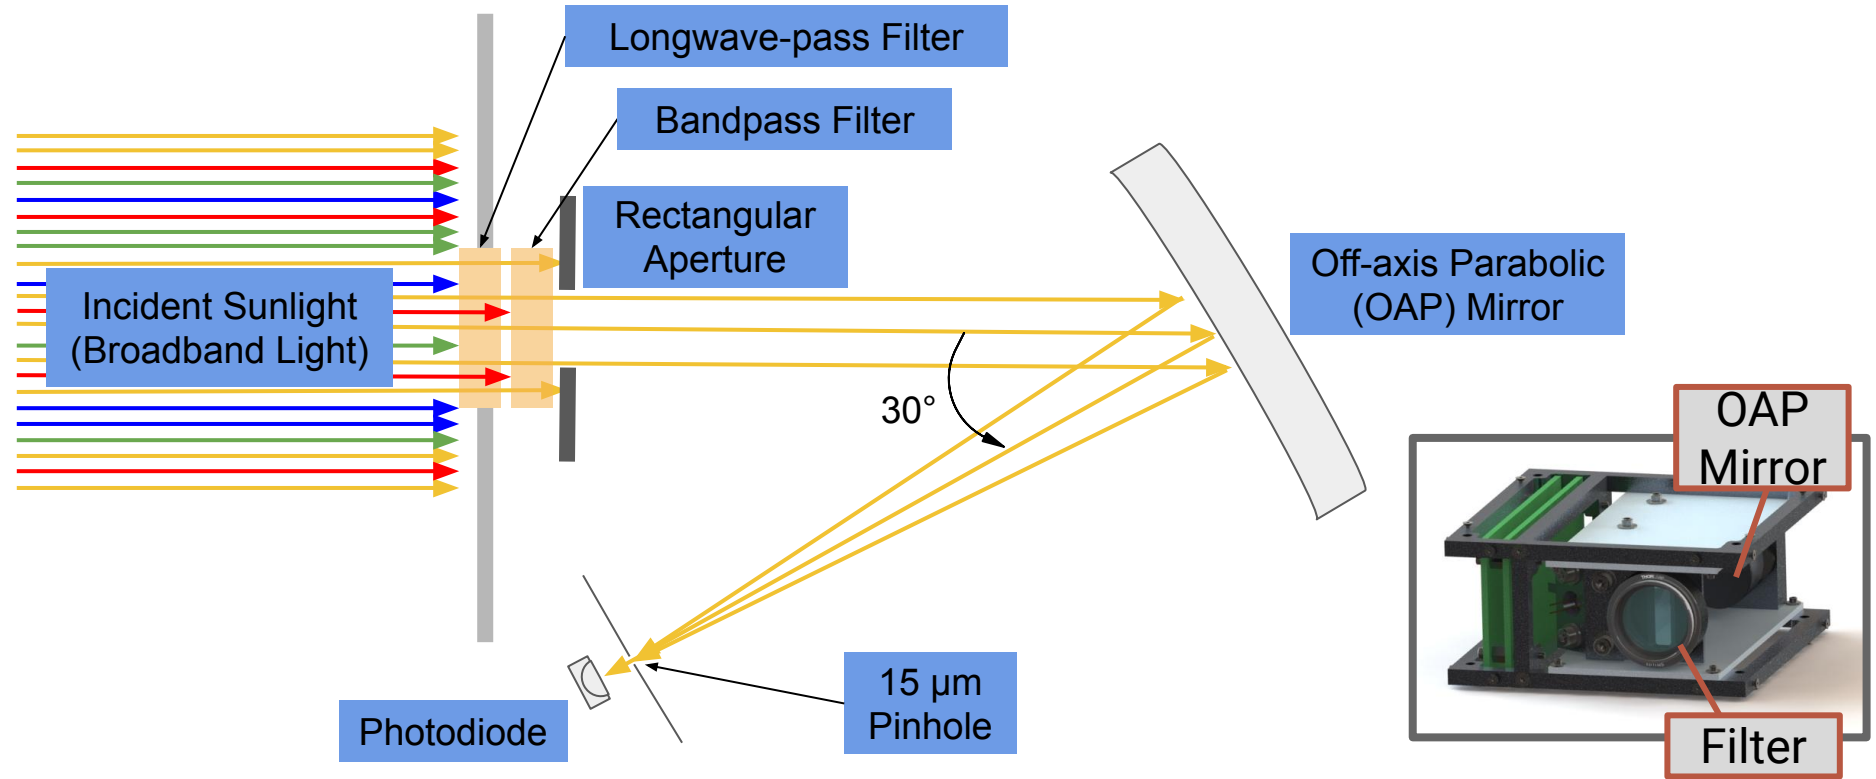 Longwave-pass Filter
Bandpass Filter
Rectangular
Aperture
Incident Sunlight
(Broadband Light)
Off-axis Parabolic
(OAP) Mirror
30°
15 µm
Pinhole
Photodiode
OAP
Mirror
Filter